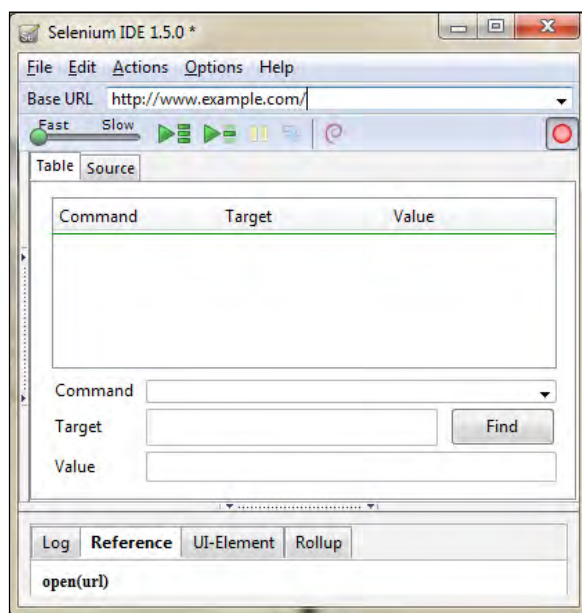 Selenium IDE 1.5.0 *
File Edit Actions Options Help
Base URL http://www.example.com/
Fast Slow
Table Source
Command Target Value
Command
Target Find
Value
Log Reference UI-Element Rollup
open(url)